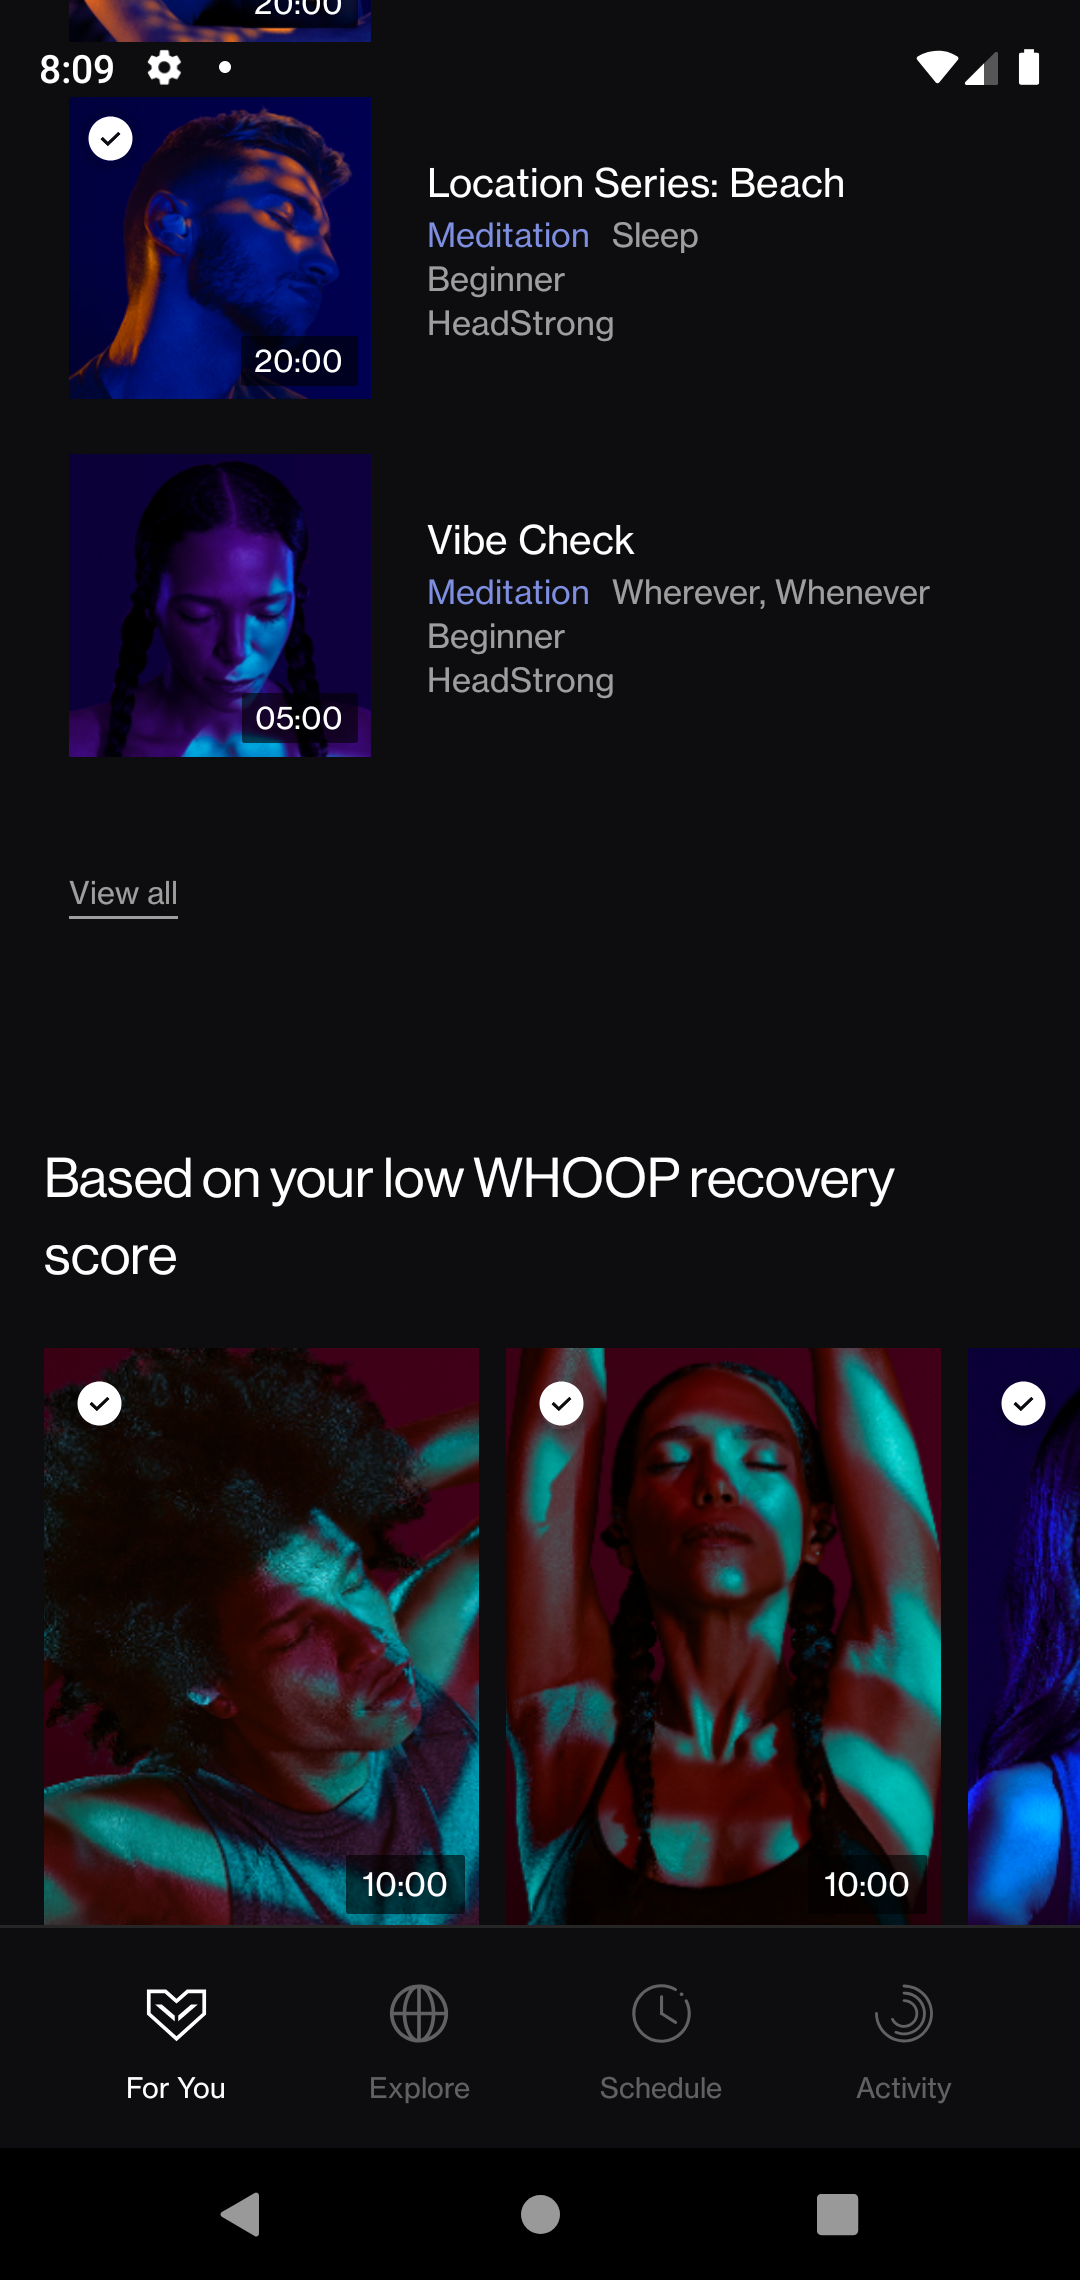 20:00
8:09
Location Series: Beach
Meditation Sleep
Beginner
HeadStrong
20:00
Vibe Check
Meditation Wherever, Whenever
Beginner
HeadStrong
05:00
View all
Based on your low WHOOP recovery
score
10:00
10:00
For You
Explore
Schedule
Activity